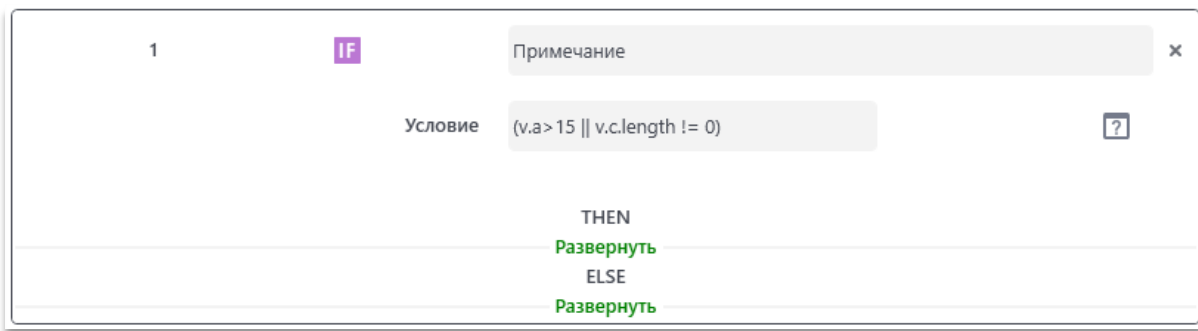 1 IF Примечание ×
Условие (v.a>15 || v.c.length != 0) ?
THEN
Развернуть
ELSE
Развернуть